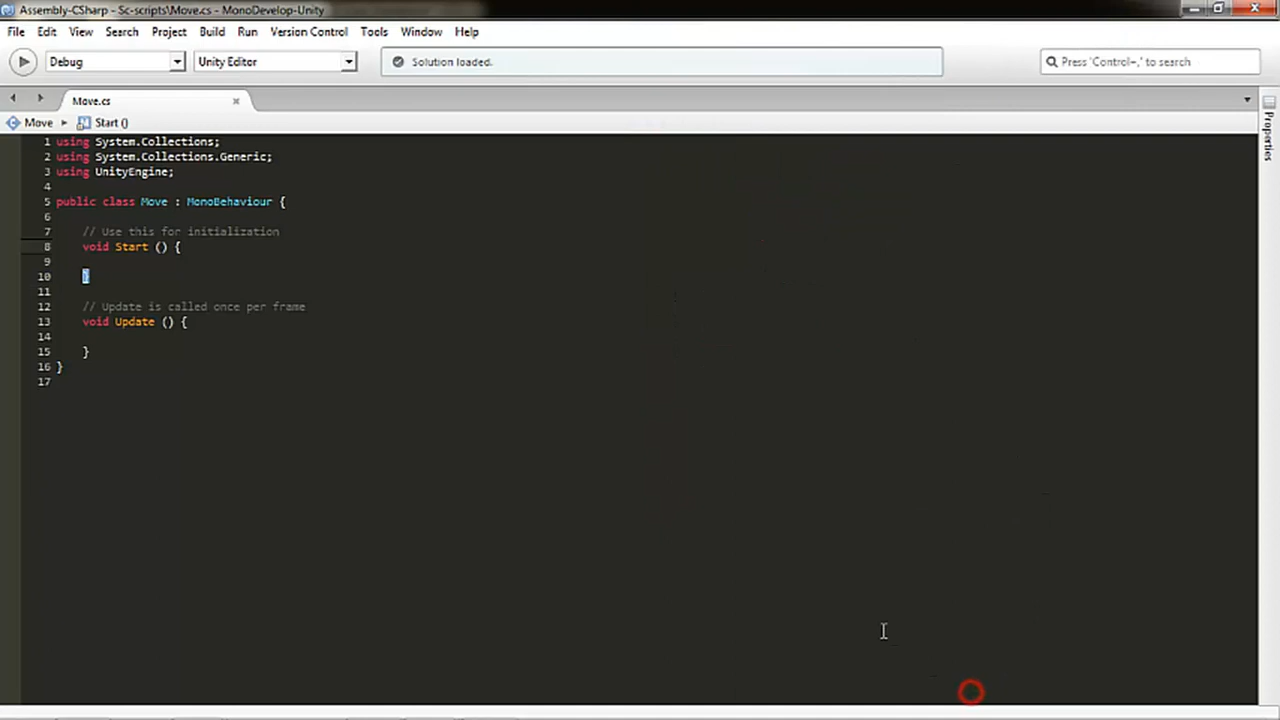 Assembly-CSharp - Sc-scripts\Move.cs - MonoDevelop-Unity
File Edit View Search Project Build Run Version Control Tools Window Help
Debug Unity Editor Solution loaded. Press 'Control+,' to search
Move.cs
Move Start ()
Properties
1 using System.Collections;
2 using System.Collections.Generic;
3 using UnityEngine;
4
5 public class Move : MonoBehaviour {
6
7 // Use this for initialization
8 void Start () {
9
10 }
11
12 // Update is called once per frame
13 void Update () {
14
15 }
16 }
17